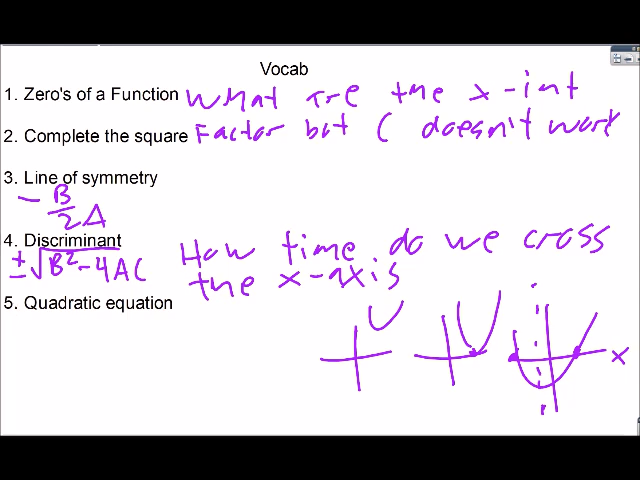 Vocab
1. Zero's of a Function What are the x-int
2. Complete the square Factor but C doesn't work
3. Line of symmetry
- B/2A
4. Discriminant How time do we cross
±√B²-4AC the x-axis
5. Quadratic equation
x